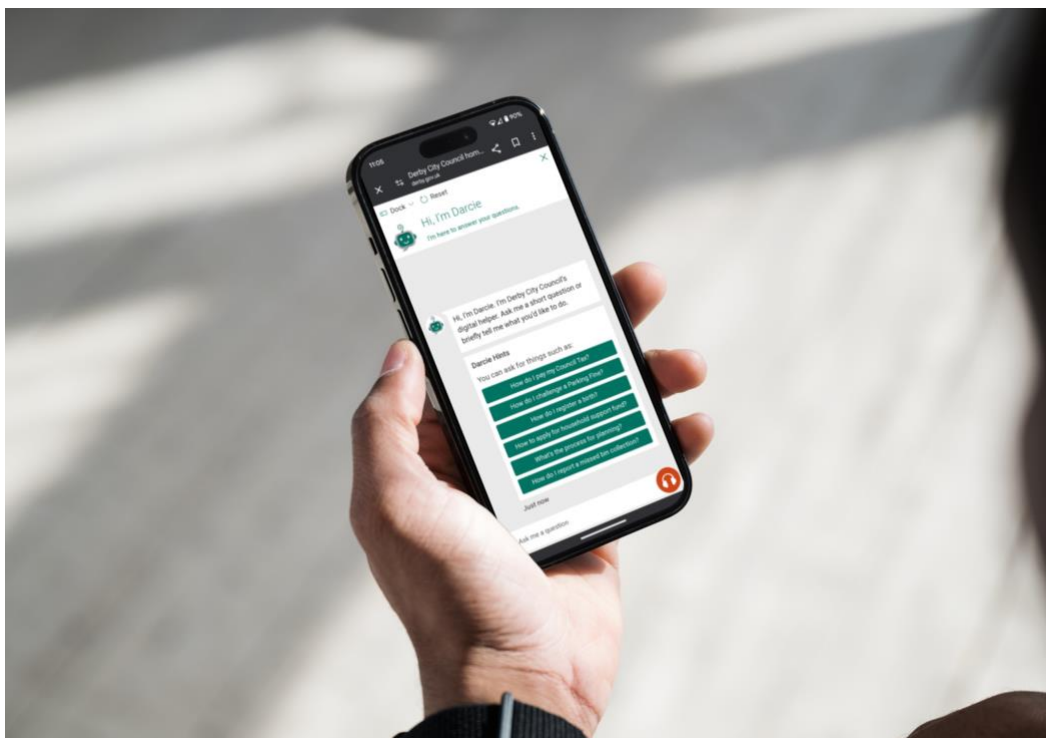 11:05
90%
Derby City Council hom...
derby.gov.uk
Dock
Reset
Hi, I'm Darcie
I'm here to answer your questions.
Hi, I'm Darcie. I'm Derby City Council's
digital helper. Ask me a short question or
briefly tell me what you'd like to do.
Darcie Hints
You can ask for things such as:
How do I pay my Council Tax?
How do I challenge a Parking Fine?
How do I register a birth?
How to apply for household support fund?
What's the process for planning?
How do I report a missed bin collection?
Just now
Ask me a question